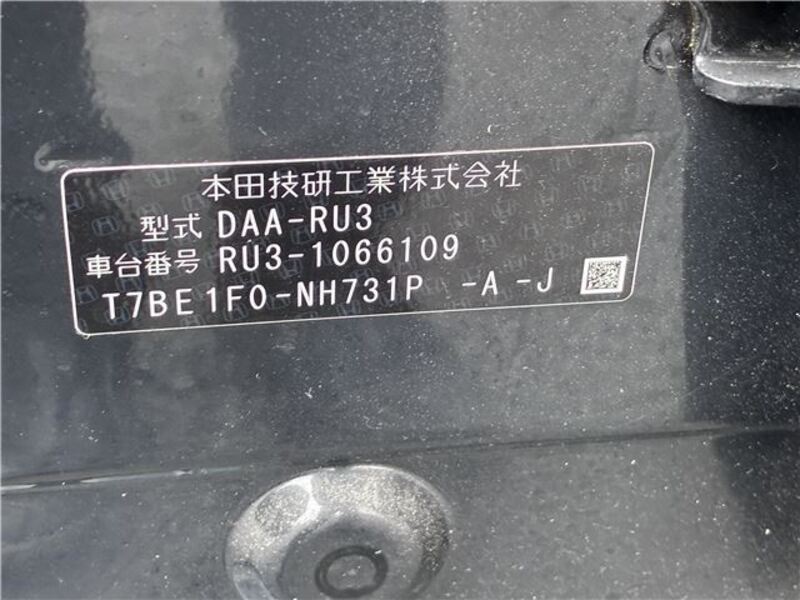 本田技研工業株式会社
型式 DAA-RU3
車台番号 RU3-1066109
T7BE1F0-NH731P -A-J